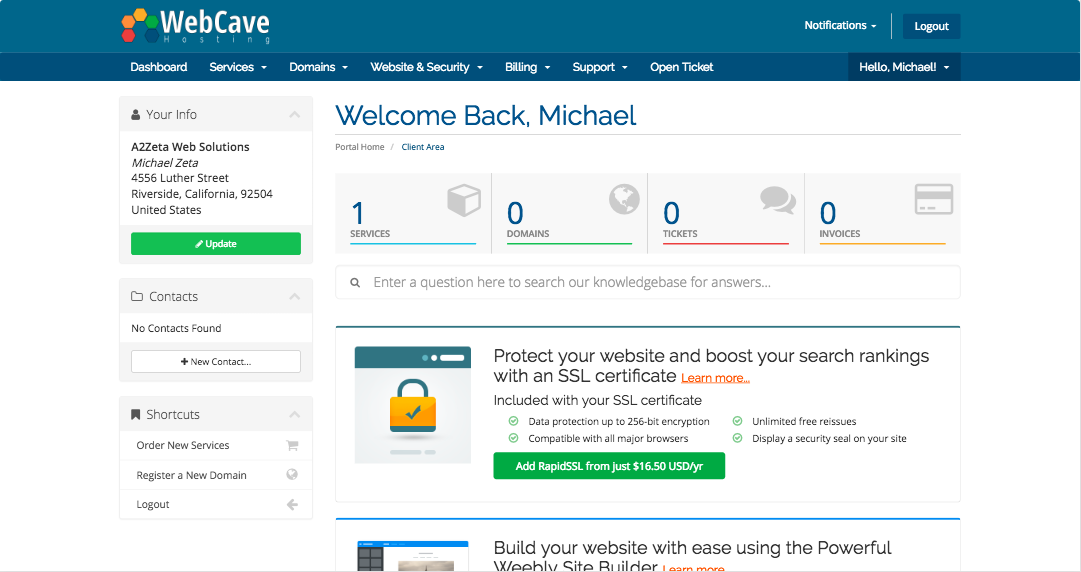 WebCave
Hosting
Notifications
Logout
Dashboard
Services
Domains
Website & Security
Billing
Support
Open Ticket
Hello, Michael!
Your Info
A2Zeta Web Solutions
Michael Zeta
4556 Luther Street
Riverside, California, 92504
United States
Update
Contacts
No Contacts Found
New Contact...
Shortcuts
Order New Services
Register a New Domain
Logout
Welcome Back, Michael
Portal Home / Client Area
1
SERVICES
0
DOMAINS
0
TICKETS
0
INVOICES
Enter a question here to search our knowledgebase for answers...
Protect your website and boost your search rankings
with an SSL certificate Learn more...
Included with your SSL certificate
Data protection up to 256-bit encryption
Unlimited free reissues
Compatible with all major browsers
Display a security seal on your site
Add RapidSSL from just $16.50 USD/yr
Build your website with ease using the Powerful
Weebly Site Builder Learn more...